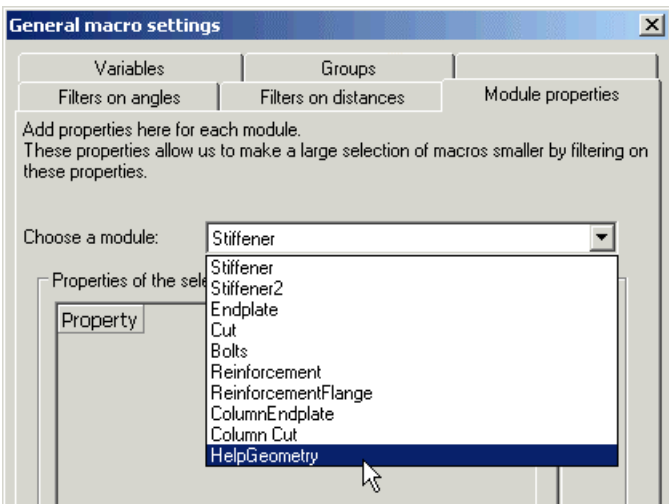 General macro settings
Variables
Groups
Filters on angles
Filters on distances
Module properties
Add properties here for each module.
These properties allow us to make a large selection of macros smaller by filtering on
these properties.
Choose a module:
Stiffener
Stiffener
Properties of the sele
Stiffener2
Endplate
Property
Cut
Bolts
Reinforcement
ReinforcementFlange
ColumnEndplate
Column Cut
HelpGeometry